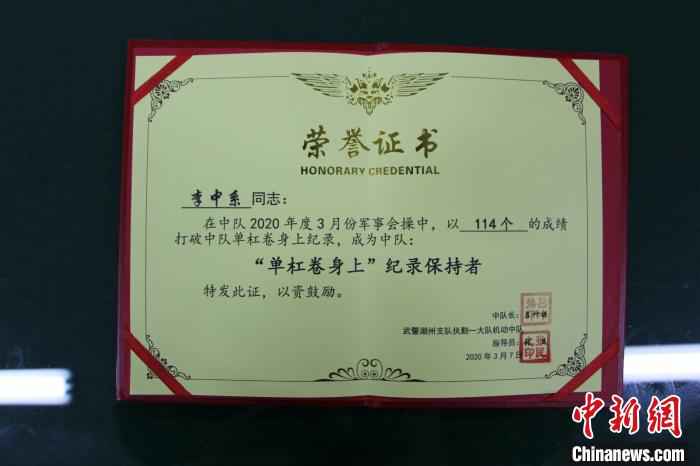 荣誉证书
HONORARY CREDENTIAL
李中系 同志：
在中队2020年度3月份军事会操中，以 114个 的成绩
打破中队单杠卷身上纪录，成为中队：
“单杠卷身上”纪录保持者
特发此证，以资鼓励。
中队长：
武警湖州支队执勤一大队机动中队
指导员：
2020年3月7日
中新网
Chinanews.com